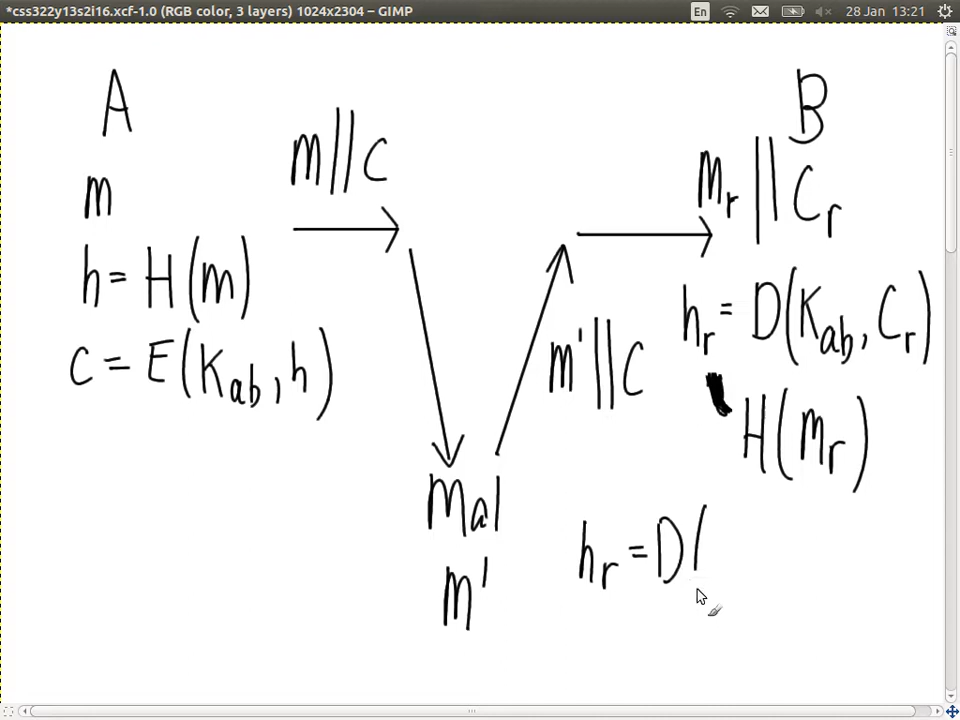 *css322y13s2i16.xcf-1.0 (RGB color, 3 layers) 1024x2304 – GIMP
En
28 Jan 13:21
A
m
h = H(m)
C = E(Kab, h)
m||C
Mal
m'
m'||C
B
mr||Cr
hr = D(Kab, Cr)
H(mr)
hr = D(